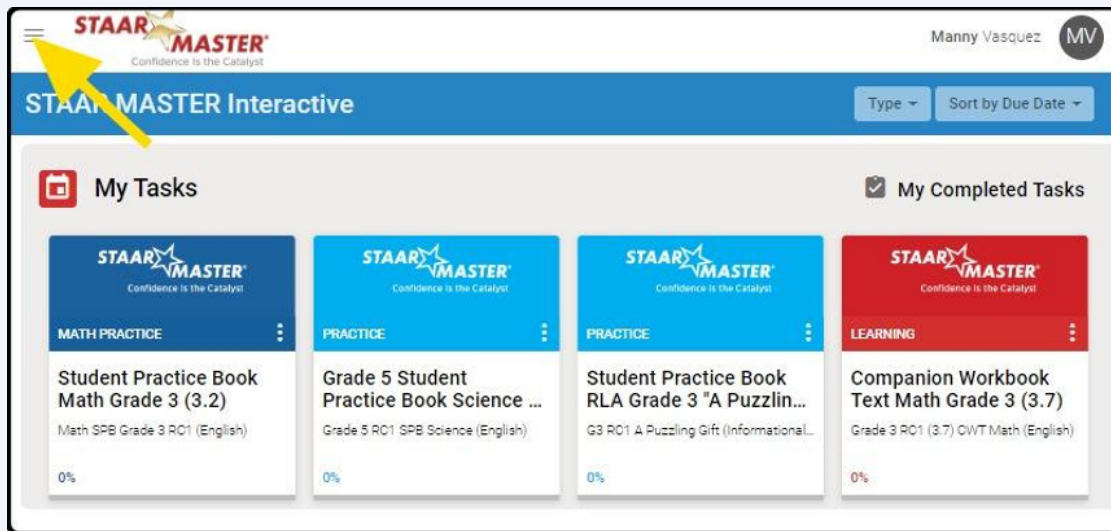 STAAR
MASTER®
Confidence is the Catalyst
Manny Vasquez
MV
STAAR MASTER Interactive
Type
Sort by Due Date
My Tasks
My Completed Tasks
STAAR
MASTER®
Confidence is the Catalyst
MATH PRACTICE
Student Practice Book
Math Grade 3 (3.2)
Math SPB Grade 3 RC1 (English)
0%
STAAR
MASTER®
Confidence is the Catalyst
PRACTICE
Grade 5 Student
Practice Book Science ...
Grade 5 RC1 SPB Science (English)
0%
STAAR
MASTER®
Confidence is the Catalyst
PRACTICE
Student Practice Book
RLA Grade 3 "A Puzzlin...
G3 RC1 A Puzzling Gift (Informational...
0%
STAAR
MASTER®
Confidence is the Catalyst
LEARNING
Companion Workbook
Text Math Grade 3 (3.7)
Grade 3 RC1 (3.7) CWT Math (English)
0%